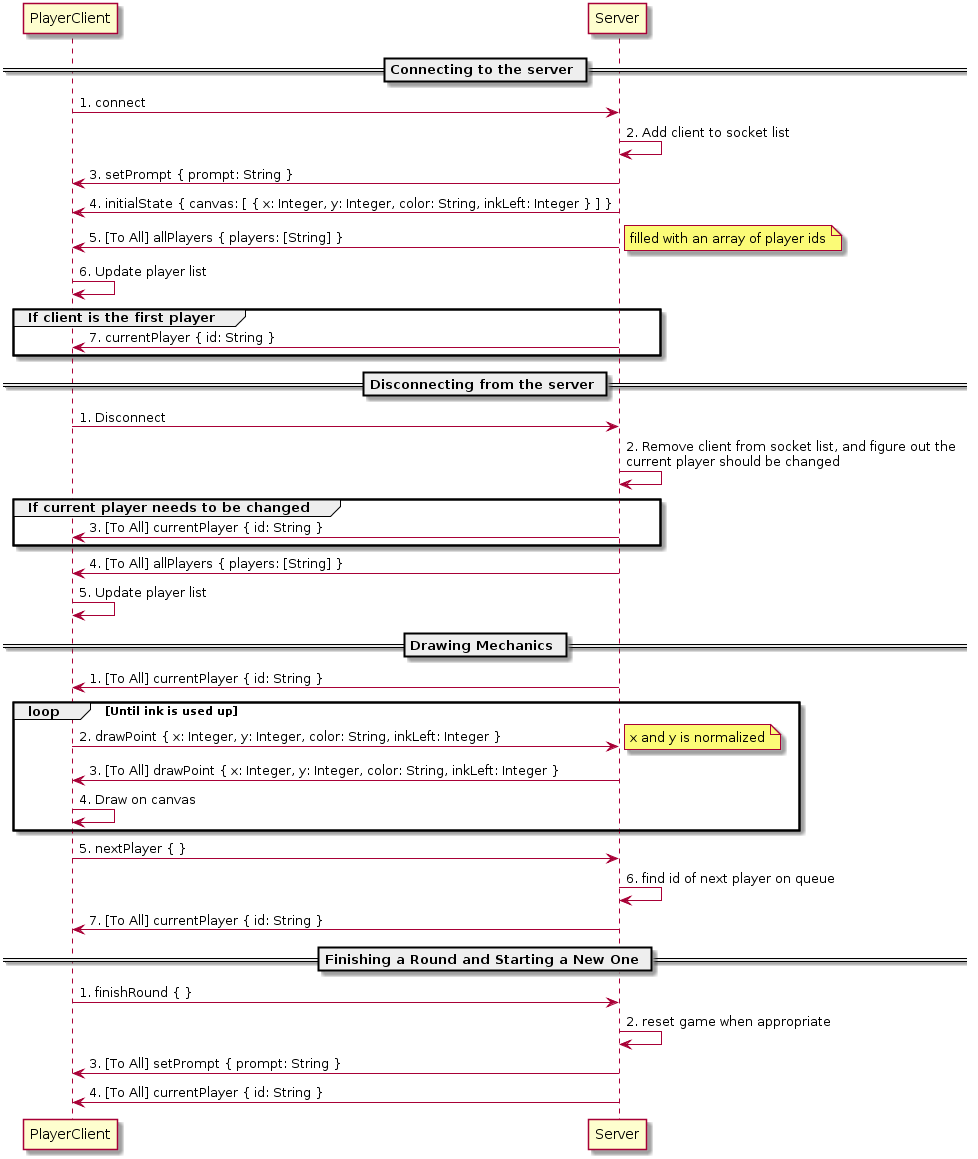 PlayerClient
Server
Connecting to the server
1. connect
2. Add client to socket list
3. setPrompt { prompt: String }
4. initialState { canvas: [ { x: Integer, y: Integer, color: String, inkLeft: Integer } ] }
5. [To All] allPlayers { players: [String] }
filled with an array of player ids
6. Update player list
If client is the first player
7. currentPlayer { id: String }
Disconnecting from the server
1. Disconnect
2. Remove client from socket list, and figure out the
current player should be changed
If current player needs to be changed
3. [To All] currentPlayer { id: String }
4. [To All] allPlayers { players: [String] }
5. Update player list
Drawing Mechanics
1. [To All] currentPlayer { id: String }
loop [Until ink is used up]
2. drawPoint { x: Integer, y: Integer, color: String, inkLeft: Integer }
x and y is normalized
3. [To All] drawPoint { x: Integer, y: Integer, color: String, inkLeft: Integer }
4. Draw on canvas
5. nextPlayer { }
6. find id of next player on queue
7. [To All] currentPlayer { id: String }
Finishing a Round and Starting a New One
1. finishRound { }
2. reset game when appropriate
3. [To All] setPrompt { prompt: String }
4. [To All] currentPlayer { id: String }
PlayerClient
Server